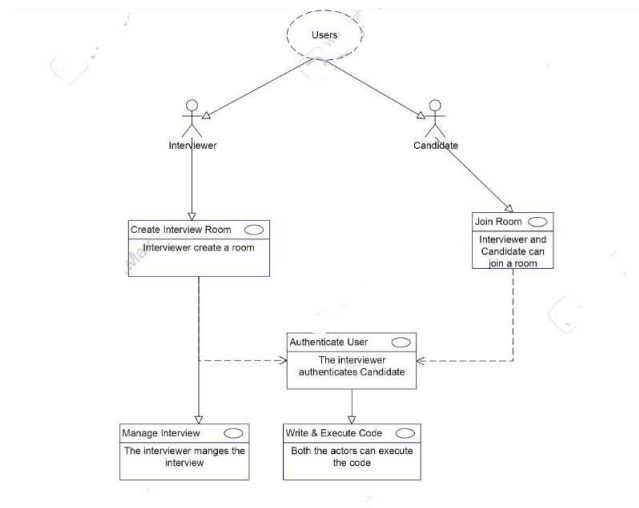 Users
Interviewer
Candidate
Create Interview Room
Interviewer create a room
Join Room
Interviewer and
Candidate can
join a room
Authenticate User
The interviewer
authenticates Candidate
Manage Interview
The interviewer manges the
interview
Write & Execute Code
Both the actors can execute
the code